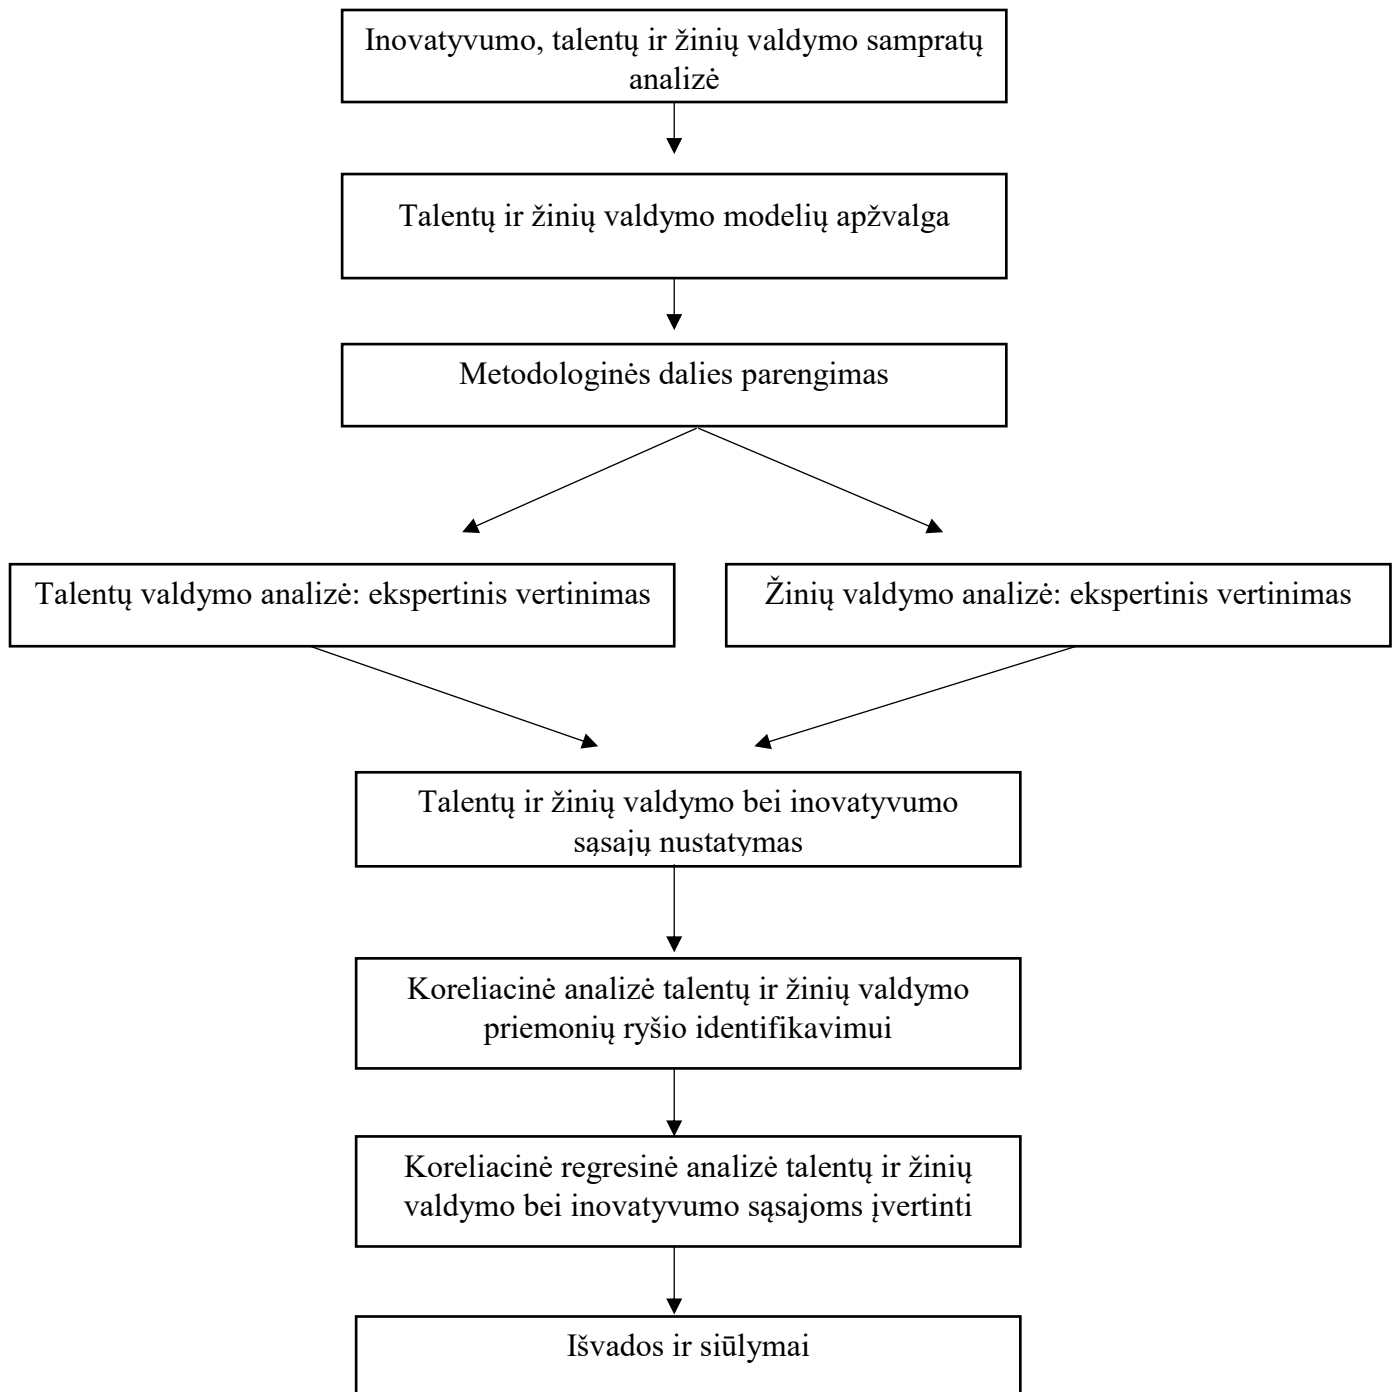 Inovatyvumo, talentų ir žinių valdymo sampratų
analizė
Talentų ir žinių valdymo modelių apžvalga
Metodologinės dalies parengimas
Talentų valdymo analizė: ekspertinis vertinimas
Žinių valdymo analizė: ekspertinis vertinimas
Talentų ir žinių valdymo bei inovatyvumo
sąsajų nustatymas
Koreliacinė analizė talentų ir žinių valdymo
priemonių ryšio identifikavimui
Koreliacinė regresinė analizė talentų ir žinių
valdymo bei inovatyvumo sąsajoms įvertinti
Išvados ir siūlymai